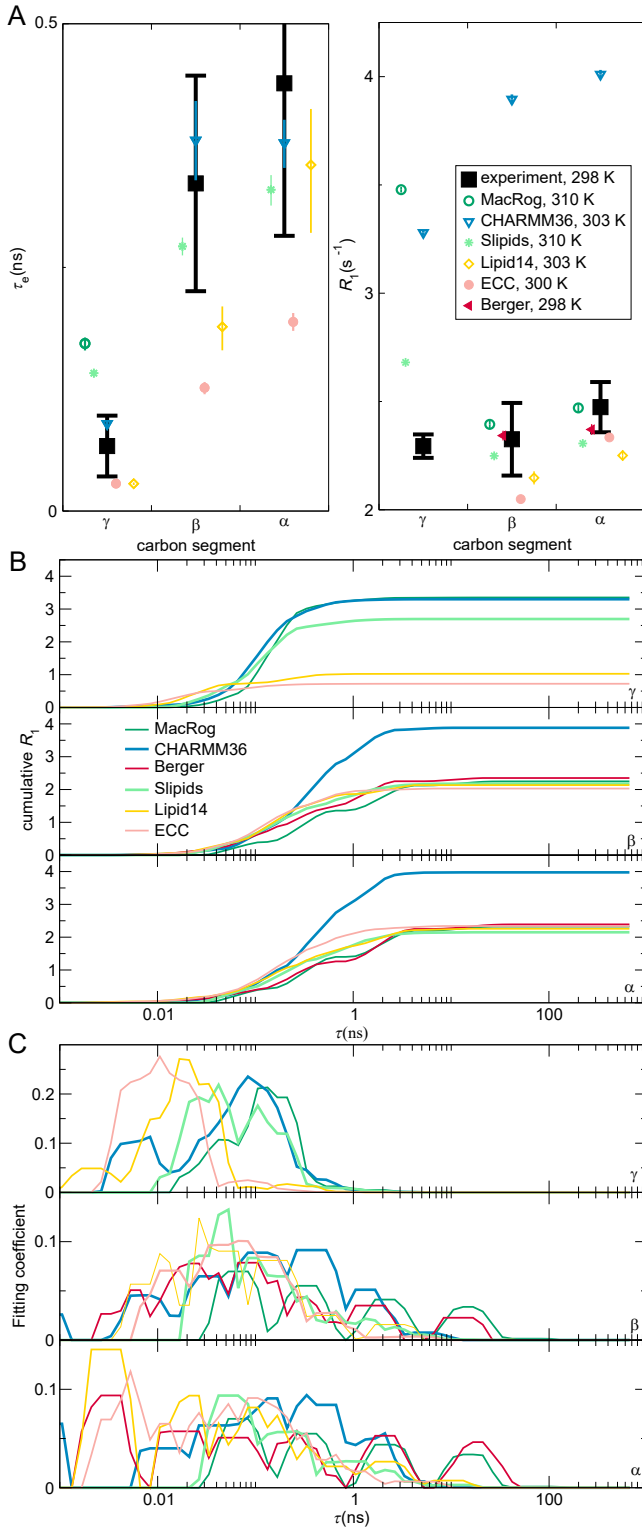 A
0.5
0
τe(ns)
γ
β
α
carbon segment
4
3
2
R1(s-1)
experiment, 298 K
MacRog, 310 K
CHARMM36, 303 K
Slipids, 310 K
Lipid14, 303 K
ECC, 300 K
Berger, 298 K
γ
β
α
carbon segment
B
4
3
2
1
0
γ
4
3
2
1
0
MacRog
CHARMM36
Berger
Slipids
Lipid14
ECC
cumulative R1
β
4
3
2
1
0
α
0.01
1
100
τ(ns)
C
0.2
0.1
0
γ
0.1
0
Fitting coefficient
β
0.1
0
α
0.01
1
100
τ(ns)